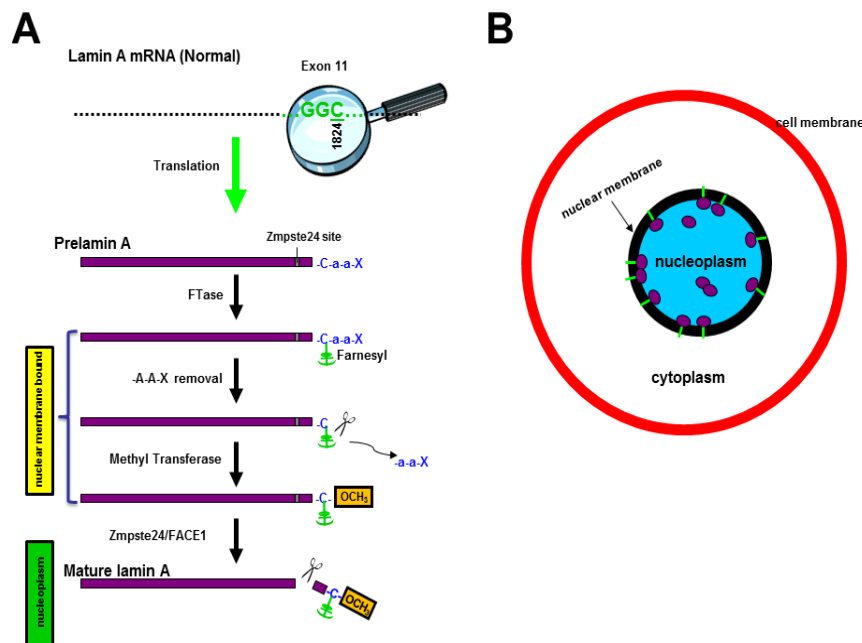 A
Lamin A mRNA (Normal)
Exon 11
GGC
1824
Translation
Zmpste24 site
Prelamin A
-C-a-a-X
FTase
-C-a-a-X
Farnesyl
-A-A-X removal
nuclear membrane bound
-C
-a-a-X
Methyl Transferase
-C-
OCH3
Zmpste24/FACE1
nucleoplasm
Mature lamin A
-C-
OCH3
B
cell membrane
nuclear membrane
nucleoplasm
cytoplasm